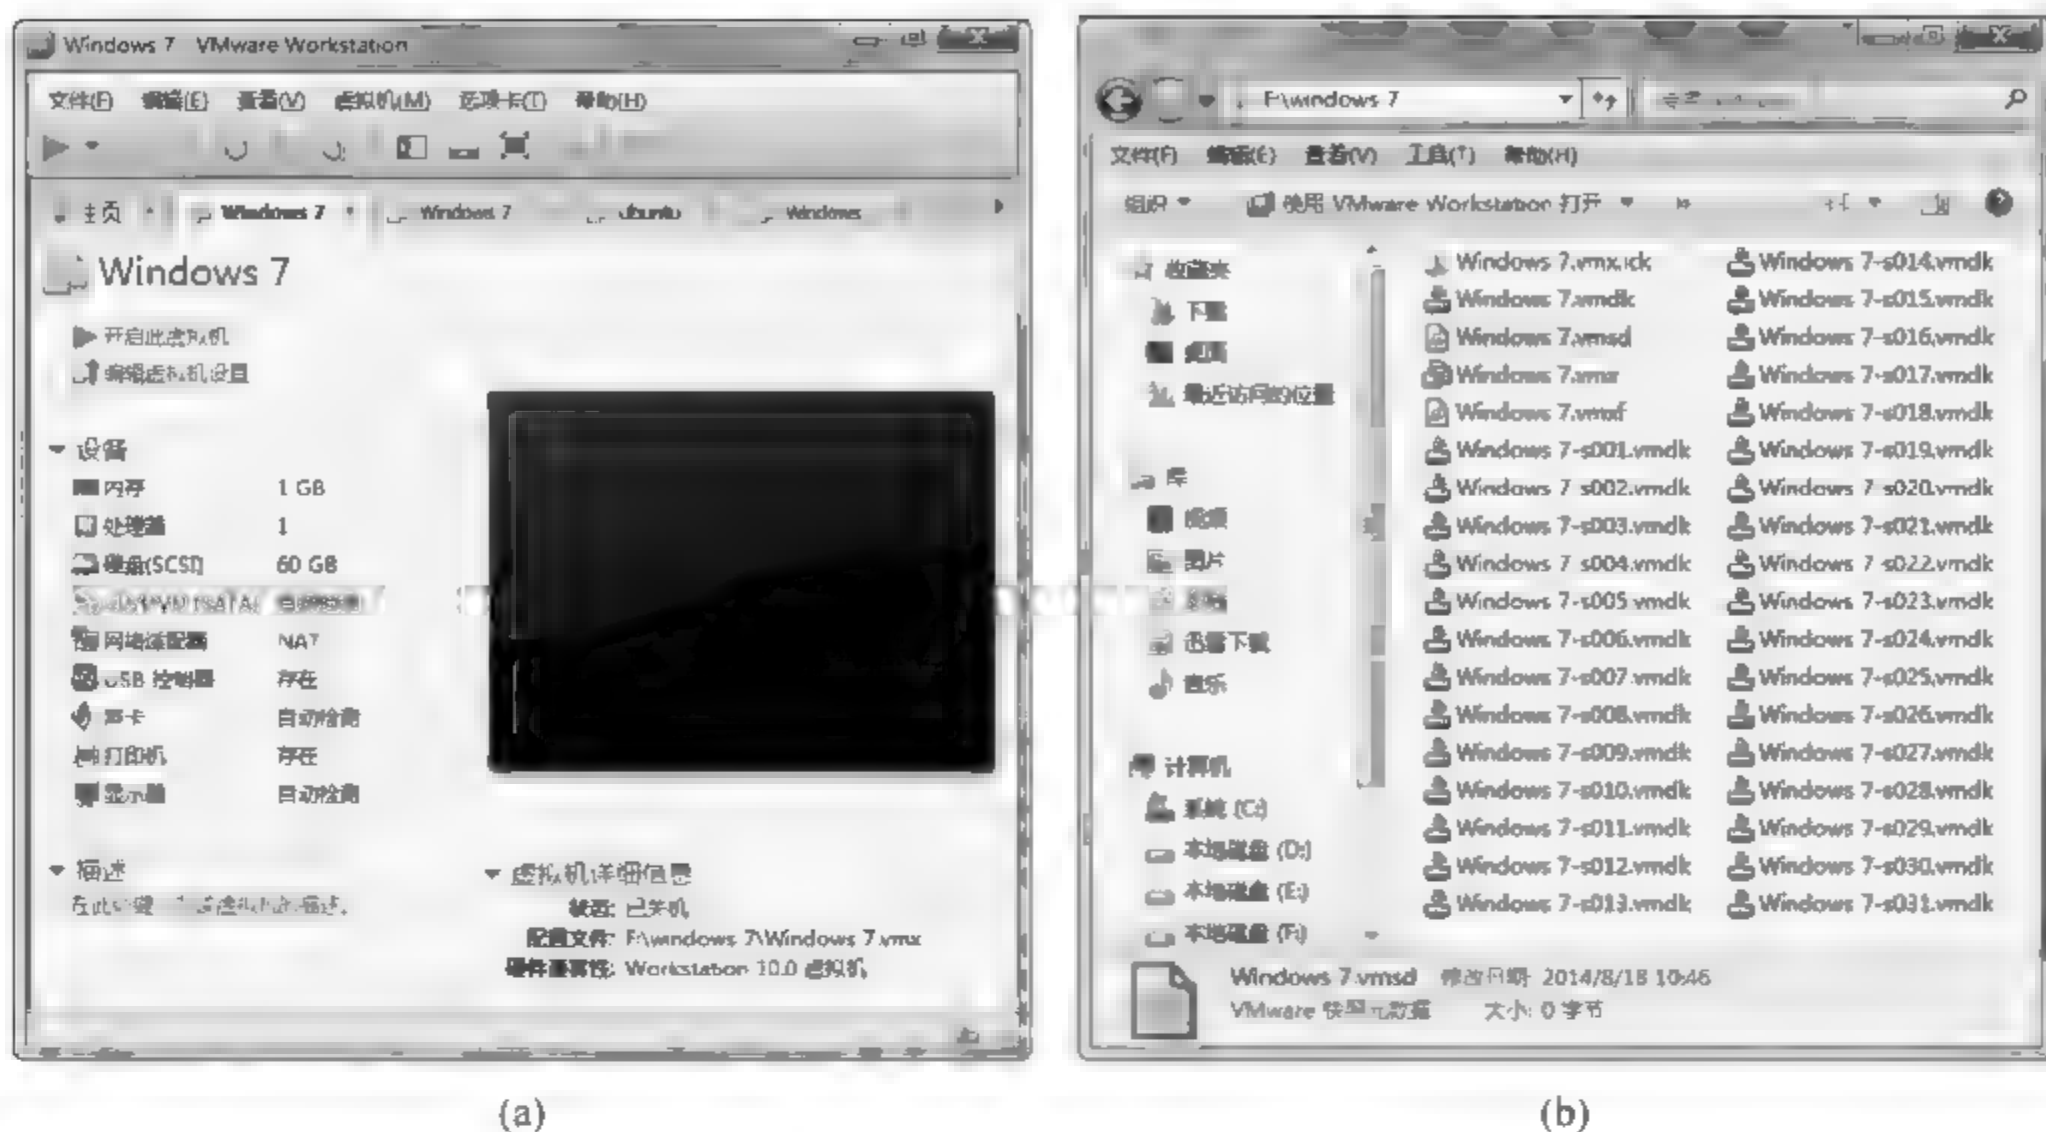 Windows 7 VMware Workstation
文件(F) 编辑(E) 查看(V) 虚拟机(M) 选项卡(T) 帮助(H)
主页 Windows 7 Windows 7 ubuntu Windows
Windows 7
开启此虚拟机
编辑虚拟机设置
设备
内存 1 GB
处理器 1
硬盘(SCSI) 60 GB
网络适配器 NAT
USB 控制器 存在
声卡 自动检测
打印机 存在
显示器 自动检测
描述
虚拟机详细信息
状态: 已关机
配置文件: F:\windows 7\Windows 7.vmx
硬件兼容性: Workstation 10.0 虚拟机
(a)
F:\windows 7
文件(F) 编辑(E) 查看(V) 工具(T) 帮助(H)
组织 使用 VMware Workstation 打开
收藏夹
下载
桌面
最近访问的位置
库
视频
图片
迅雷下载
音乐
计算机
系统 (C:)
本地磁盘 (D:)
本地磁盘 (E:)
本地磁盘 (F:)
Windows 7.vmx.lck
Windows 7.vmdk
Windows 7.vmsd
Windows 7.vmx
Windows 7.vmxf
Windows 7-s001.vmdk
Windows 7-s002.vmdk
Windows 7-s003.vmdk
Windows 7-s004.vmdk
Windows 7-s005.vmdk
Windows 7-s006.vmdk
Windows 7-s007.vmdk
Windows 7-s008.vmdk
Windows 7-s009.vmdk
Windows 7-s010.vmdk
Windows 7-s011.vmdk
Windows 7-s012.vmdk
Windows 7-s013.vmdk
Windows 7-s014.vmdk
Windows 7-s015.vmdk
Windows 7-s016.vmdk
Windows 7-s017.vmdk
Windows 7-s018.vmdk
Windows 7-s019.vmdk
Windows 7-s020.vmdk
Windows 7-s021.vmdk
Windows 7-s022.vmdk
Windows 7-s023.vmdk
Windows 7-s024.vmdk
Windows 7-s025.vmdk
Windows 7-s026.vmdk
Windows 7-s027.vmdk
Windows 7-s028.vmdk
Windows 7-s029.vmdk
Windows 7-s030.vmdk
Windows 7-s031.vmdk
Windows 7.vmsd 修改日期: 2014/8/18 10:46
VMware 快照元数据 大小: 0 字节
(b)